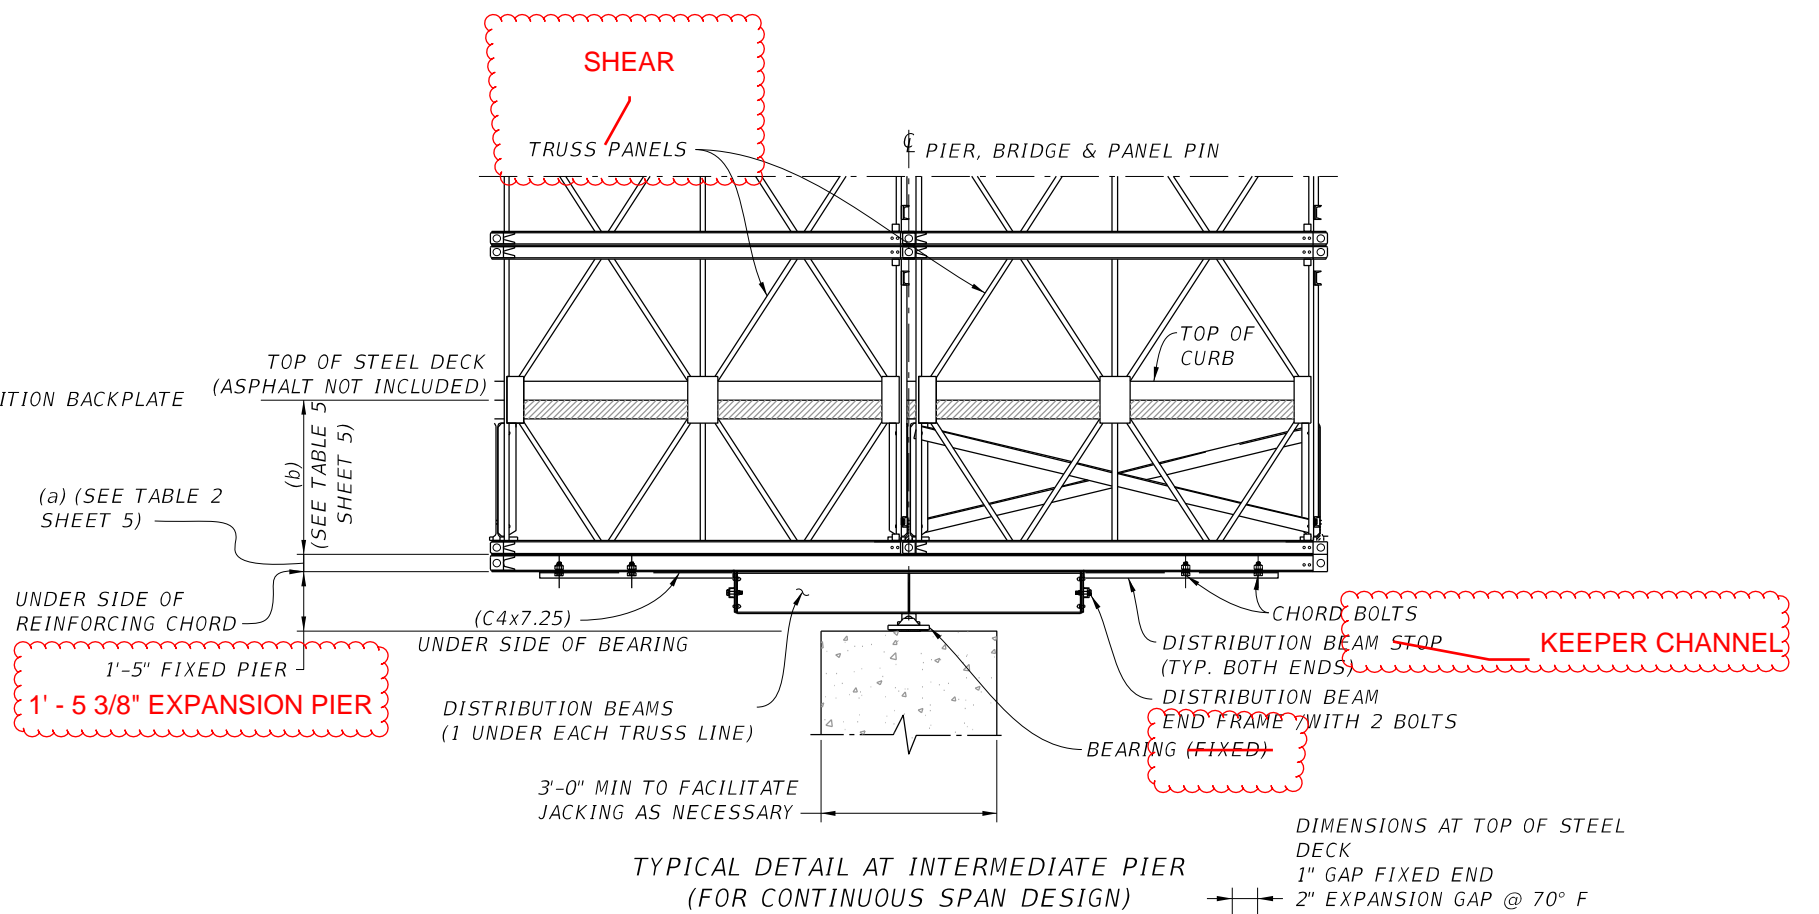 SHEAR
TRUSS PANELS
℄ PIER, BRIDGE & PANEL PIN
TOP OF
CURB
TOP OF STEEL DECK
(ASPHALT NOT INCLUDED)
ITION BACKPLATE
(b)
(SEE TABLE 5
SHEET 5)
(a) (SEE TABLE 2
SHEET 5)
UNDER SIDE OF
REINFORCING CHORD
1'-5" FIXED PIER
1' - 5 3/8" EXPANSION PIER
(C4x7.25)
UNDER SIDE OF BEARING
CHORD BOLTS
DISTRIBUTION BEAM STOP
(TYP. BOTH ENDS)
KEEPER CHANNEL
DISTRIBUTION BEAM
END FRAME /WITH 2 BOLTS
BEARING (FIXED)
DISTRIBUTION BEAMS
(1 UNDER EACH TRUSS LINE)
3'-0" MIN TO FACILITATE
JACKING AS NECESSARY
TYPICAL DETAIL AT INTERMEDIATE PIER
(FOR CONTINUOUS SPAN DESIGN)
DIMENSIONS AT TOP OF STEEL
DECK
1" GAP FIXED END
2" EXPANSION GAP @ 70° F